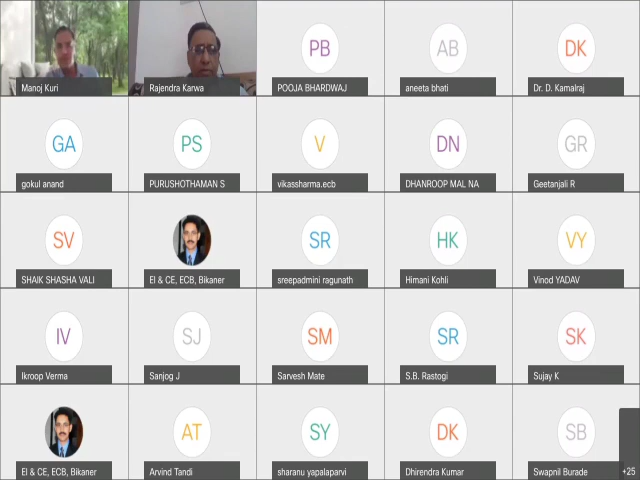 Manoj Kuri
Rajendra Karwa
PB
POOJA BHARDWAJ
AB
aneeta bhati
DK
Dr. D. Kamalraj
GA
gokul anand
PS
PURUSHOTHAMAN S
V
vikassharma.ecb
DN
DHANROOP MAL NA
GR
Geetanjali R
SV
SHAIK SHASHA VALI
EI & CE, ECB, Bikaner
SR
sreepadmini ragunath
HK
Himani Kohli
VY
Vinod YADAV
IV
Ikroop Verma
SJ
Sanjog J
SM
Sarvesh Mate
SR
S.B. Rastogi
SK
Sujay K
EI & CE, ECB, Bikaner
AT
Arvind Tandi
SY
sharanu yapalaparvi
DK
Dhirendra Kumar
SB
Swapnil Burade
+25